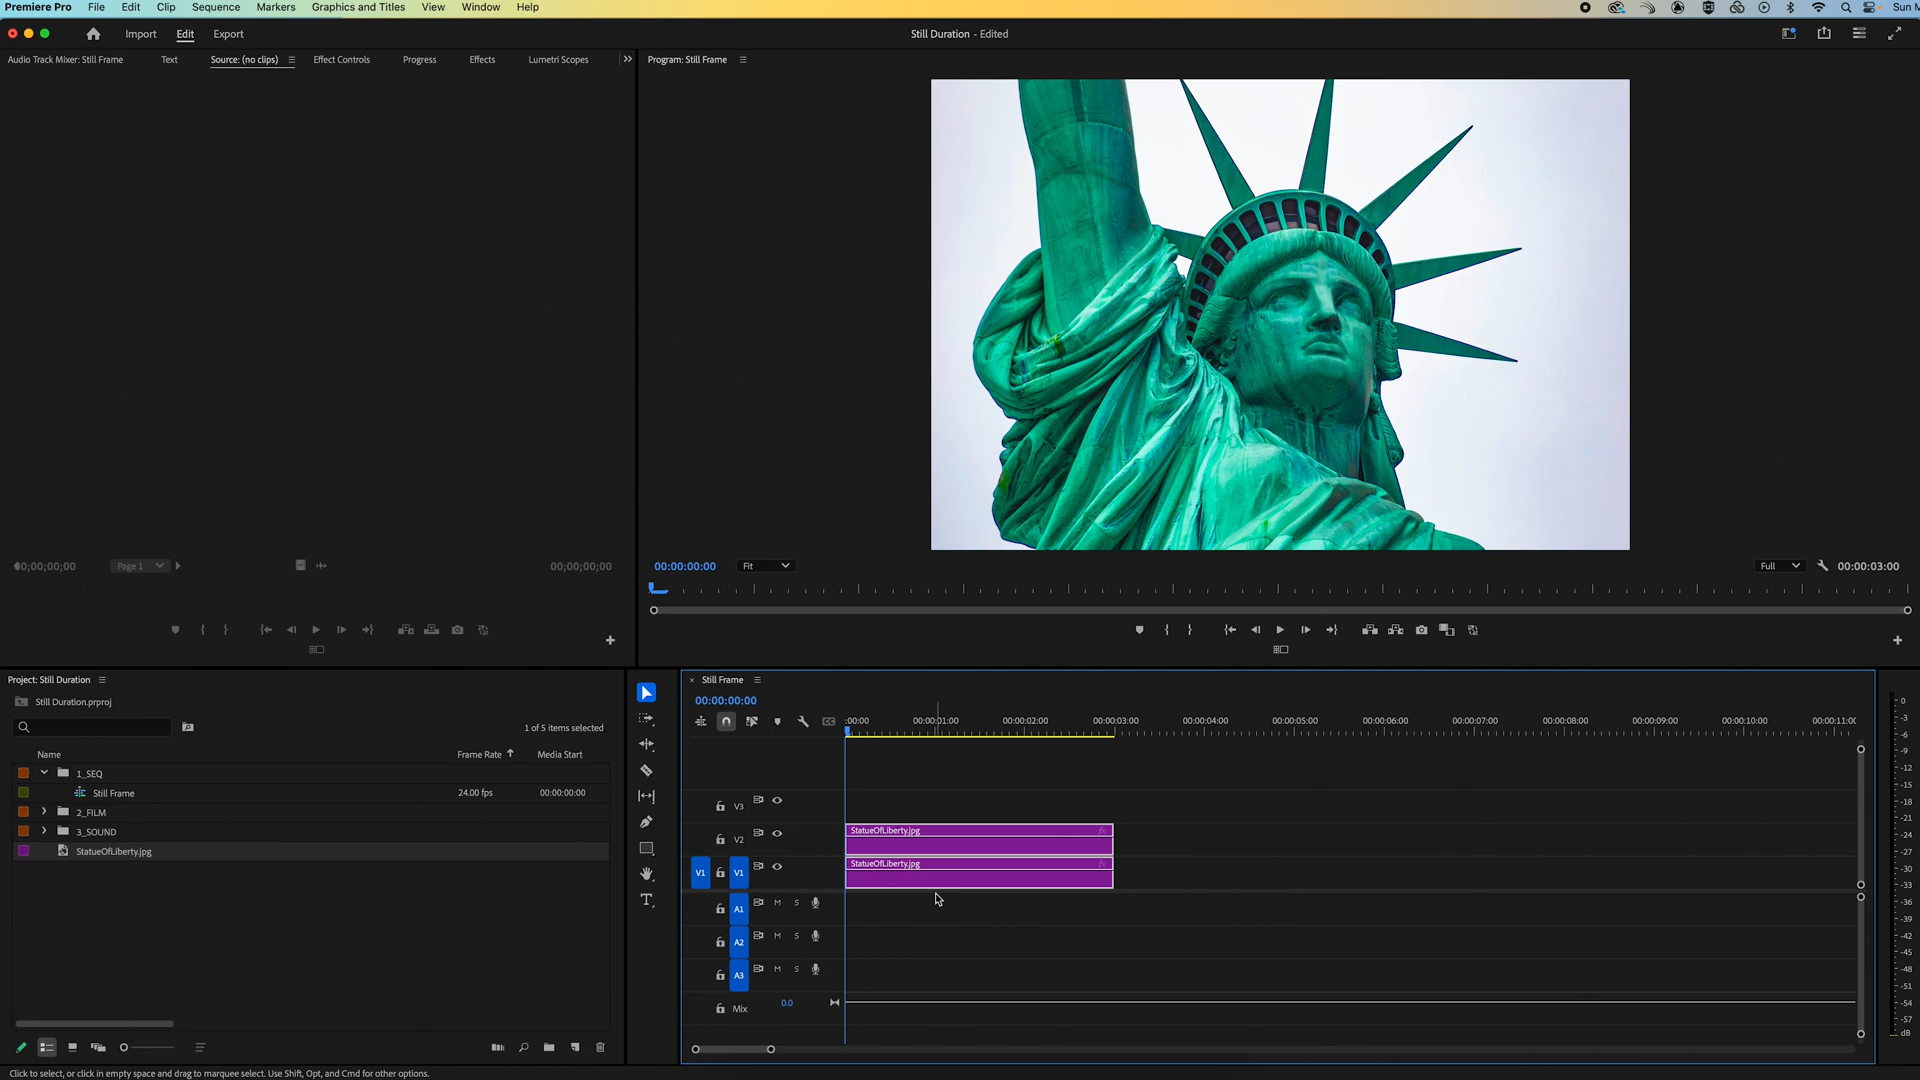 Premiere Pro File Edit Clip Sequence Markers Graphics and Titles View Window Help
Sun M
Import Edit Export
Still Duration - Edited
Audio Track Mixer: Still Frame Text Source: (no clips) Effect Controls Progress Effects Lumetri Scopes
Program: Still Frame
00;00;00;00 Page 1 00;00;00;00
00:00:00:00 Fit Full 00:00:03:00
Project: Still Duration
Still Duration.prproj
1 of 5 items selected
Name Frame Rate Media Start
1_SEQ
Still Frame 24.00 fps 00:00:00:00
2_FILM
3_SOUND
StatueOfLiberty.jpg
Still Frame
00:00:00:00
:00:00 00:00:01:00 00:00:02:00 00:00:03:00 00:00:04:00 00:00:05:00 00:00:06:00 00:00:07:00 00:00:08:00 00:00:09:00 00:00:10:00 00:00:11:00
V3
V2 StatueOfLiberty.jpg fx
V1 V1 StatueOfLiberty.jpg fx
A1 M S
A2 M S
A3 M S
Mix 0.0
0
-3
-6
-9
-12
-15
-18
-21
-24
-27
-30
-33
-36
-39
-42
-45
-48
-51
-54
-57
dB
Click to select, or click in empty space and drag to marquee select. Use Shift, Opt, and Cmd for other options.